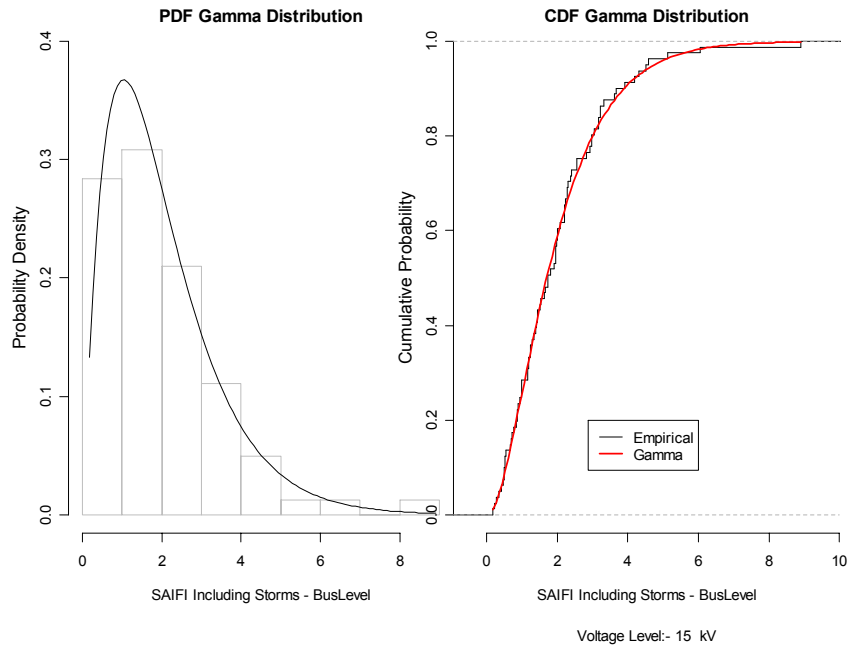 PDF Gamma Distribution
Probability Density
0.0 0.1 0.2 0.3 0.4
0 2 4 6 8
SAIFI Including Storms - BusLevel
CDF Gamma Distribution
Cumulative Probability
0.0 0.2 0.4 0.6 0.8 1.0
Empirical
Gamma
0 2 4 6 8 10
SAIFI Including Storms - BusLevel
Voltage Level:- 15 kV